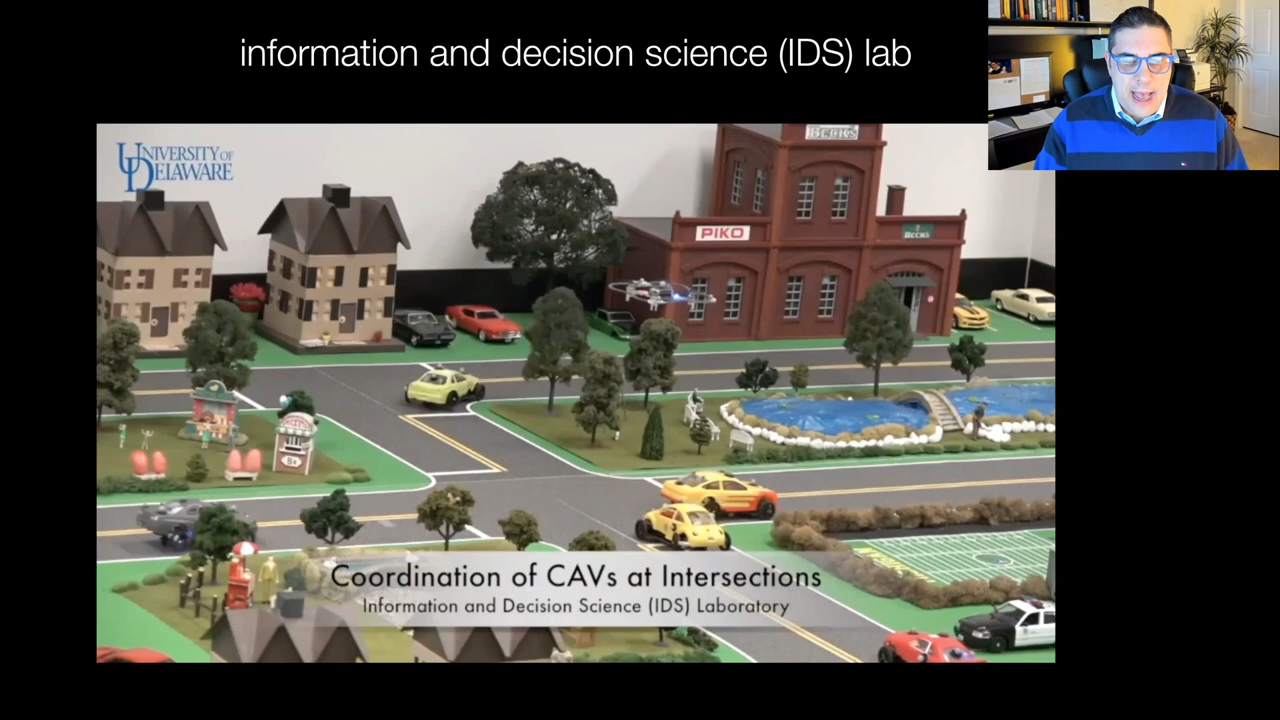 information and decision science (IDS) lab
UNIVERSITY OF
DELAWARE
BECKS
PIKO
BECK'S
Coordination of CAVs at Intersections
Information and Decision Science (IDS) Laboratory